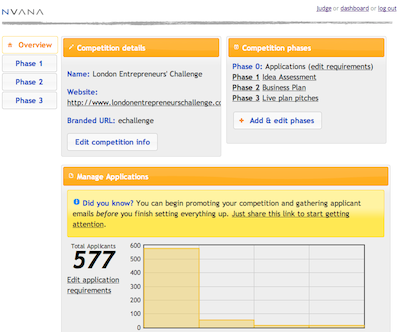 NVANA
judge or dashboard or log out
Overview
Phase 1
Phase 2
Phase 3
Competition details
Name: London Entrepreneurs' Challenge
Website:
http://www.londonentrepreneurschallenge.co
Branded URL: echallenge
Edit competition info
Competition phases
Phase 0: Applications (edit requirements)
Phase 1 Idea Assessment
Phase 2 Business Plan
Phase 3 Live plan pitches
Add & edit phases
Manage Applications
Did you know? You can begin promoting your competition and gathering applicant
emails before you finish setting everything up. Just share this link to start getting
attention.
Total Applicants
577
Edit application
requirements
600
500
400
300
200
100
0